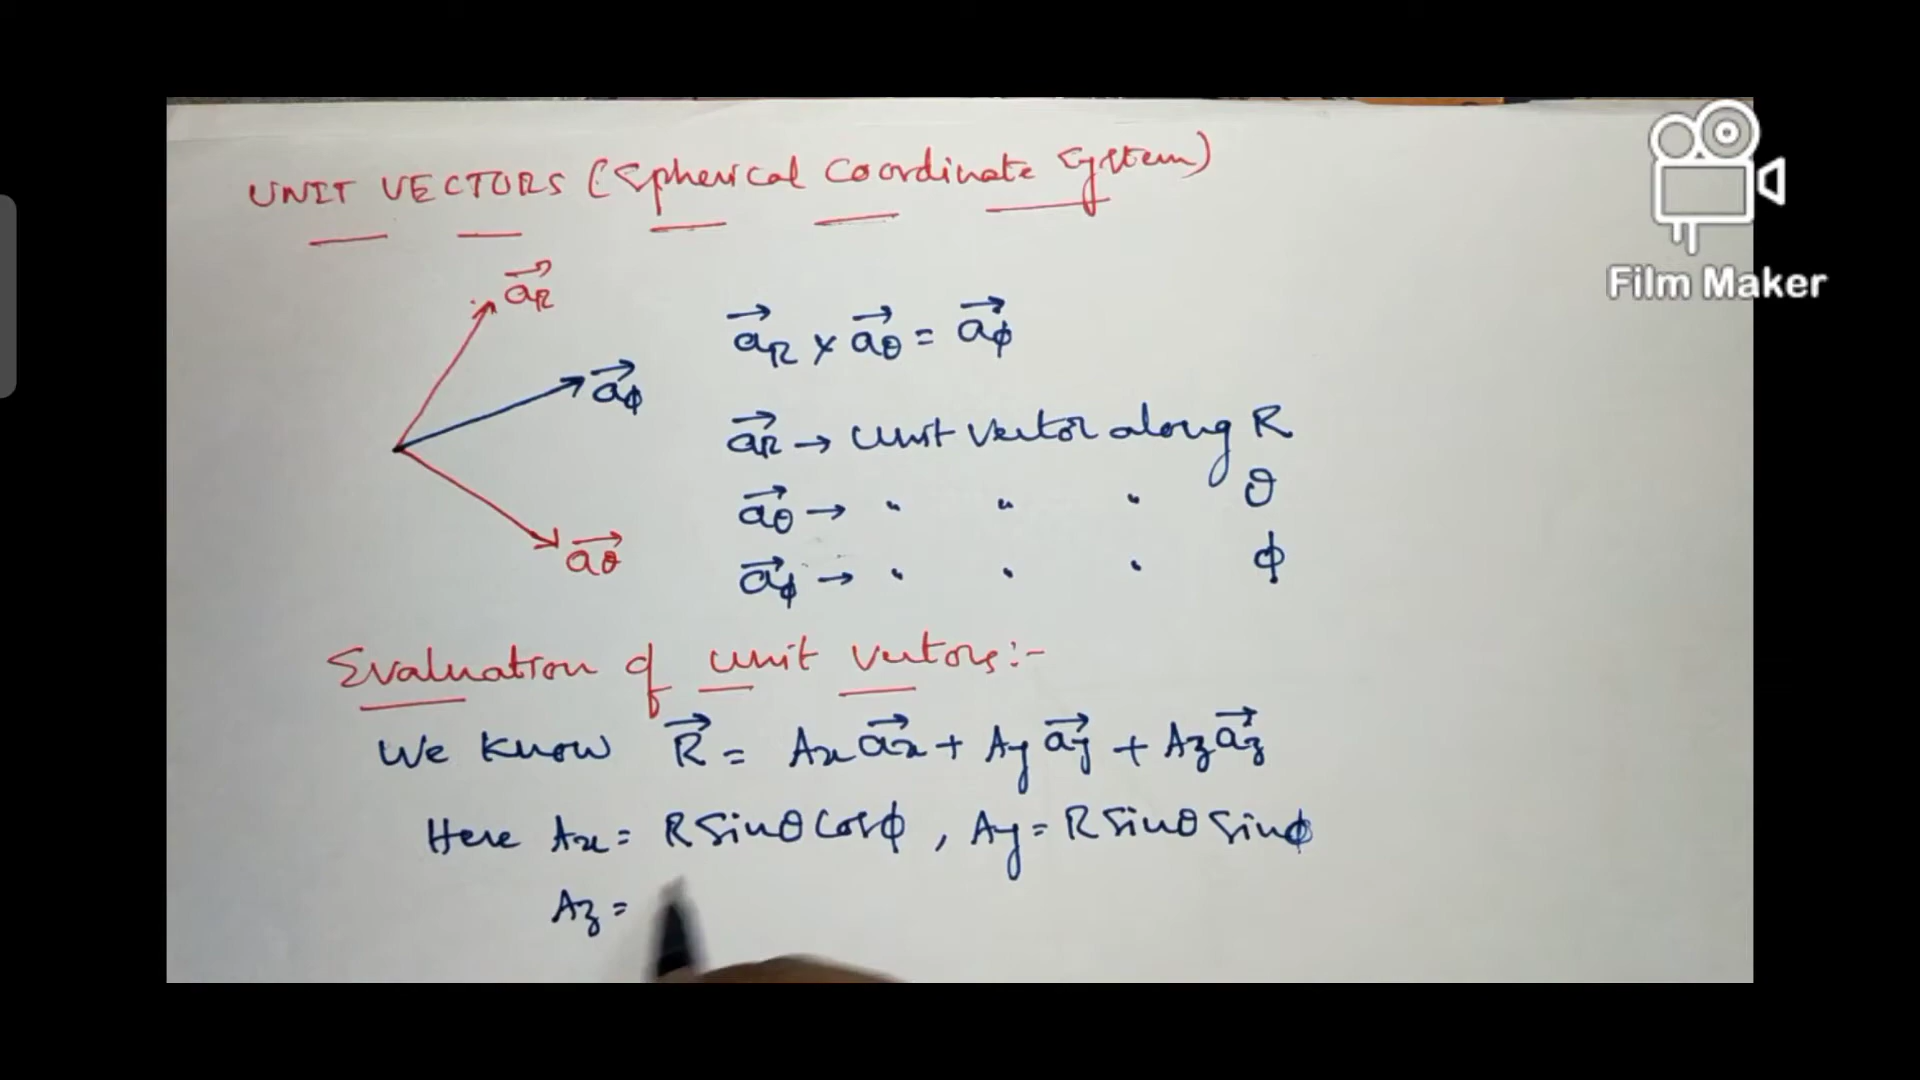 UNIT VECTORS (Spherical Coordinate System)
Film Maker
→aR
→aφ
→aθ
→aR × →aθ = →aφ
→aR → Unit Vector along R
→aθ → " " " θ
→aφ → " " " φ
Evaluation of unit vectors:-
We know →R = Ax →ax + Ay →ay + Az →az
Here Ax = R Sinθ Cosφ , Ay = R Sinθ Sinφ
Az =